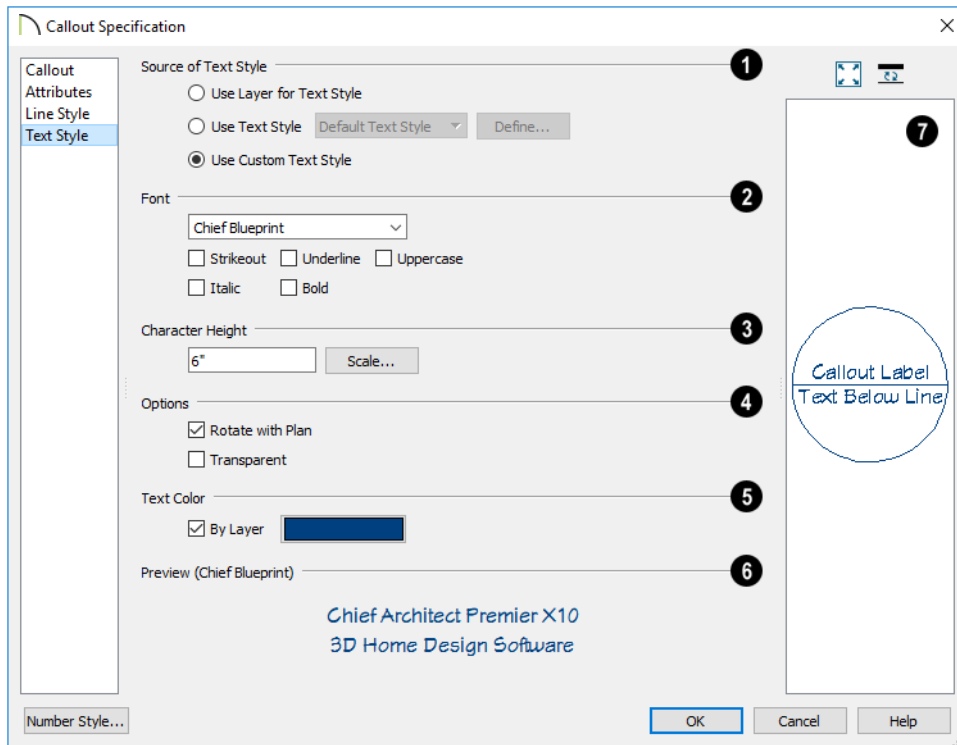 Callout Specification
Callout
Attributes
Line Style
Text Style
Source of Text Style 1
Use Layer for Text Style
Use Text Style Default Text Style Define...
Use Custom Text Style
Font 2
Chief Blueprint
Strikeout Underline Uppercase
Italic Bold
Character Height 3
6" Scale...
Options 4
Rotate with Plan
Transparent
Text Color 5
By Layer
Preview (Chief Blueprint) 6
Chief Architect Premier X10
3D Home Design Software
7
Callout Label
Text Below Line
Number Style... OK Cancel Help